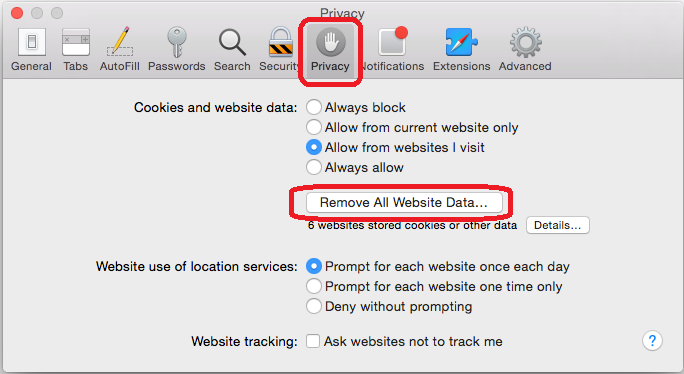 Privacy
General Tabs AutoFill Passwords Search Security Privacy Notifications Extensions Advanced
Cookies and website data: Always block
Allow from current website only
Allow from websites I visit
Always allow
Remove All Website Data...
6 websites stored cookies or other data Details...
Website use of location services: Prompt for each website once each day
Prompt for each website one time only
Deny without prompting
Website tracking: Ask websites not to track me ?